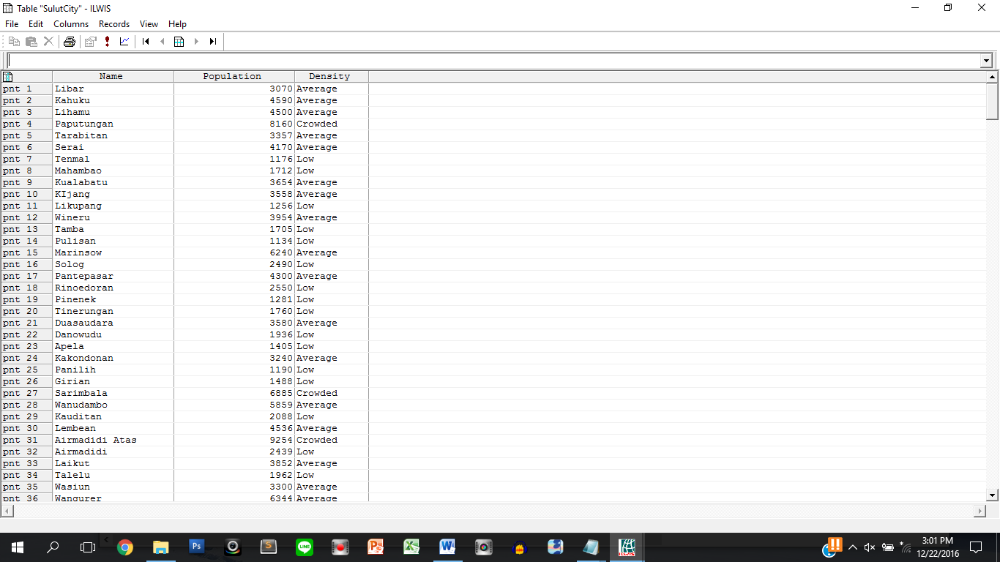 Table "SulutCity" - ILWIS
File Edit Columns Records View Help
Name Population Density
pnt 1 Libar 3070 Average
pnt 2 Kahuku 4590 Average
pnt 3 Lihamu 4500 Average
pnt 4 Paputungan 8160 Crowded
pnt 5 Tarabitan 3357 Average
pnt 6 Serai 4170 Average
pnt 7 Tenmal 1176 Low
pnt 8 Mahambao 1712 Low
pnt 9 Kualabatu 3654 Average
pnt 10 KIjang 3558 Average
pnt 11 Likupang 1256 Low
pnt 12 Wineru 3954 Average
pnt 13 Tamba 1705 Low
pnt 14 Pulisan 1134 Low
pnt 15 Marinsow 6240 Average
pnt 16 Solog 2490 Low
pnt 17 Pantepasar 4300 Average
pnt 18 Rinoedoran 2550 Low
pnt 19 Pinenek 1281 Low
pnt 20 Tinerungan 1760 Low
pnt 21 Duasaudara 3580 Average
pnt 22 Danowudu 1936 Low
pnt 23 Apela 1405 Low
pnt 24 Kakondonan 3240 Average
pnt 25 Panilih 1190 Low
pnt 26 Girian 1488 Low
pnt 27 Sarimbala 6885 Crowded
pnt 28 Wanudambo 5859 Average
pnt 29 Kauditan 2088 Low
pnt 30 Lembean 4536 Average
pnt 31 Airmadidi Atas 9254 Crowded
pnt 32 Airmadidi 2439 Low
pnt 33 Laikut 3852 Average
pnt 34 Talelu 1962 Low
pnt 35 Wasiun 3300 Average
pnt 36 Wangurer 6344 Average
Ps S LINE P X W ILWIS
3:01 PM
12/22/2016